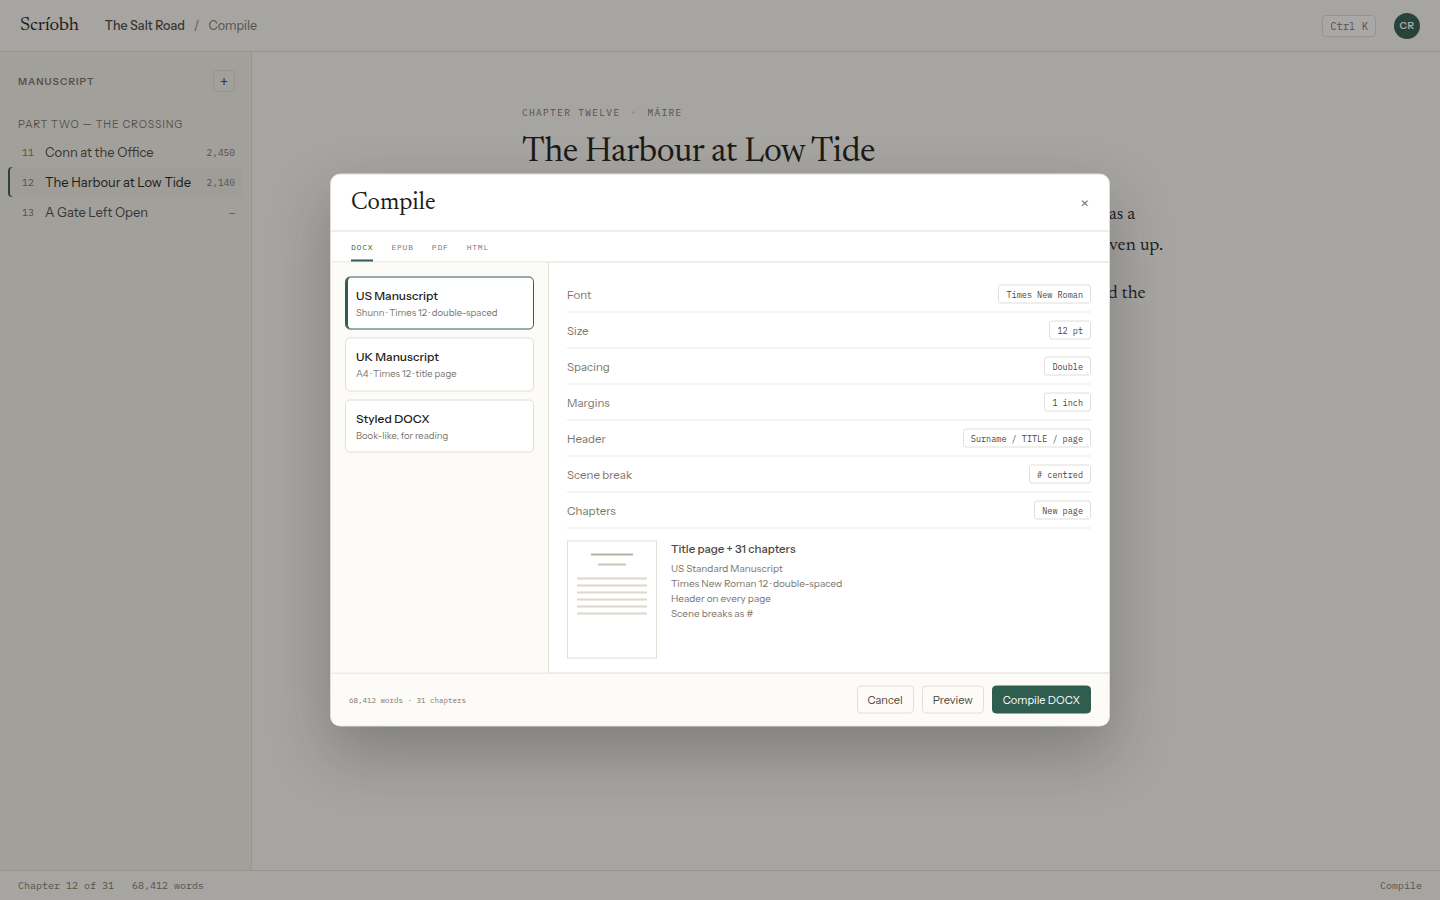 Scríobh
The Salt Road / Compile
Ctrl K
CR
MANUSCRIPT
+
PART TWO — THE CROSSING
11 Conn at the Office 2,450
12 The Harbour at Low Tide 2,140
13 A Gate Left Open —
CHAPTER TWELVE · MÁIRE
The Harbour at Low Tide
as a
ven up.
d the
Compile
×
DOCX EPUB PDF HTML
US Manuscript
Shunn · Times 12 · double-spaced
UK Manuscript
A4 · Times 12 · title page
Styled DOCX
Book-like, for reading
Font Times New Roman
Size 12 pt
Spacing Double
Margins 1 inch
Header Surname / TITLE / page
Scene break # centred
Chapters New page
Title page + 31 chapters
US Standard Manuscript
Times New Roman 12 · double-spaced
Header on every page
Scene breaks as #
68,412 words · 31 chapters
Cancel
Preview
Compile DOCX
Chapter 12 of 31 68,412 words
Compile